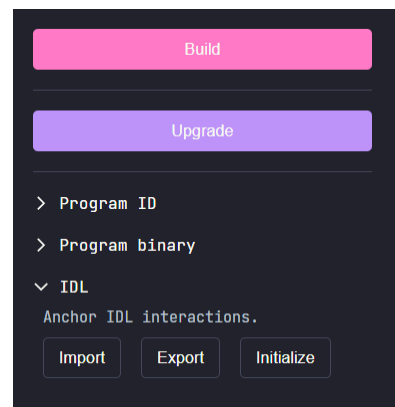 Build
Upgrade
Program ID
Program binary
IDL
Anchor IDL interactions.
Import Export Initialize